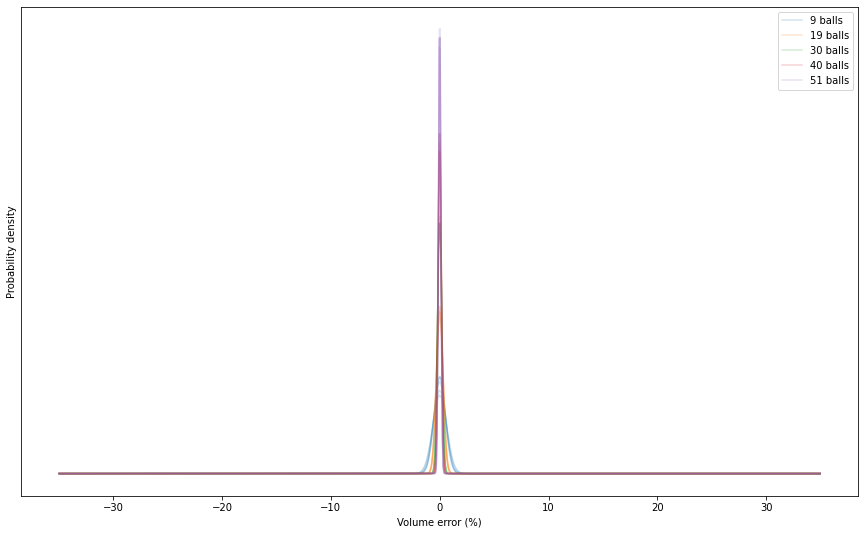 9 balls
19 balls
30 balls
40 balls
51 balls
Probability density
−30
−20
−10
0
10
20
30
Volume error (%)